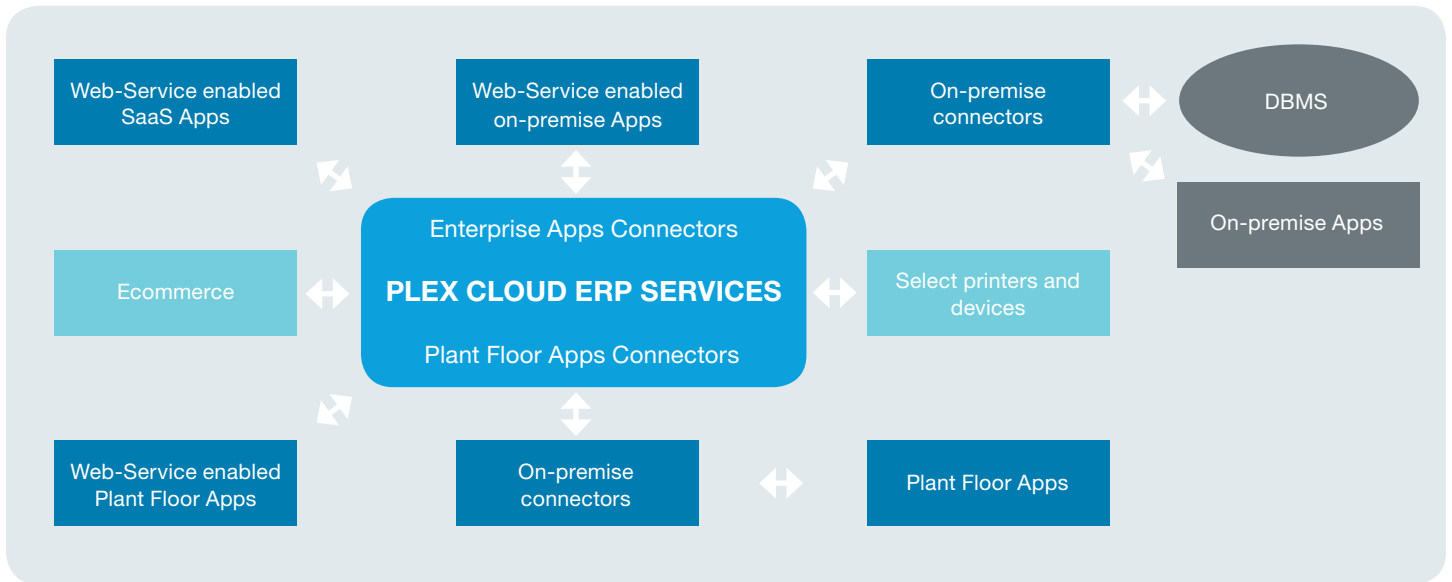 Web-Service enabled
SaaS Apps
Web-Service enabled
on-premise Apps
On-premise
connectors
DBMS
On-premise Apps
Enterprise Apps Connectors
PLEX CLOUD ERP SERVICES
Plant Floor Apps Connectors
Ecommerce
Select printers and
devices
Web-Service enabled
Plant Floor Apps
On-premise
connectors
Plant Floor Apps